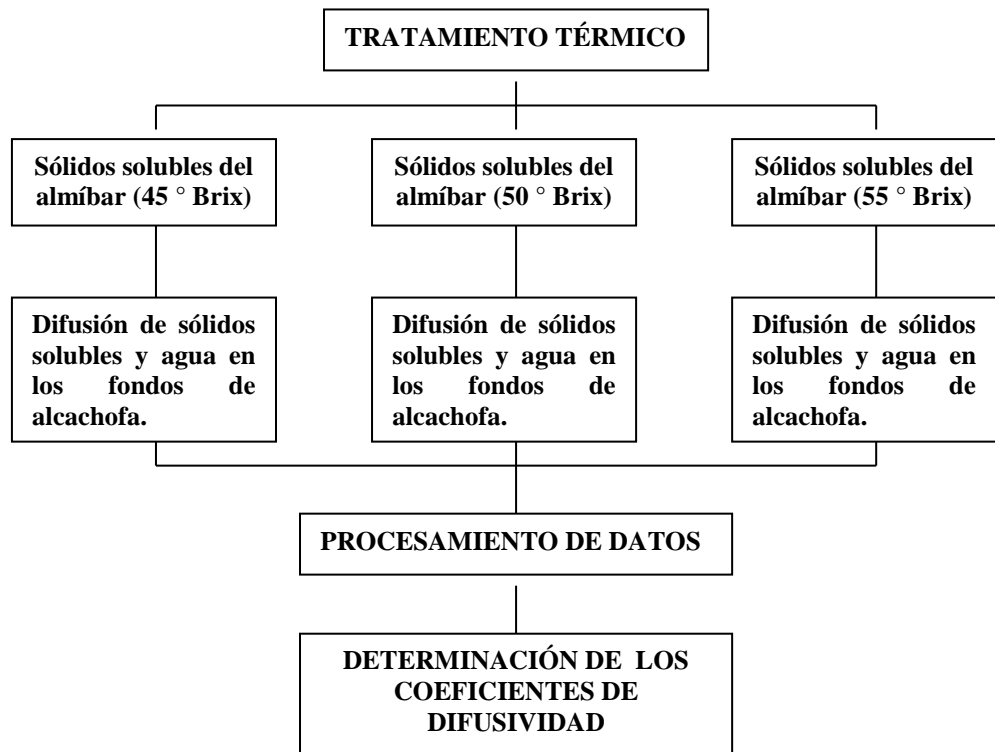 TRATAMIENTO TÉRMICO
Sólidos solubles del
almíbar (45 ° Brix)
Sólidos solubles del
almíbar (50 ° Brix)
Sólidos solubles del
almíbar (55 ° Brix)
Difusión de sólidos
solubles y agua en
los fondos de
alcachofa.
Difusión de sólidos
solubles y agua en
los fondos de
alcachofa.
Difusión de sólidos
solubles y agua en
los fondos de
alcachofa.
PROCESAMIENTO DE DATOS
DETERMINACIÓN DE LOS
COEFICIENTES DE
DIFUSIVIDAD